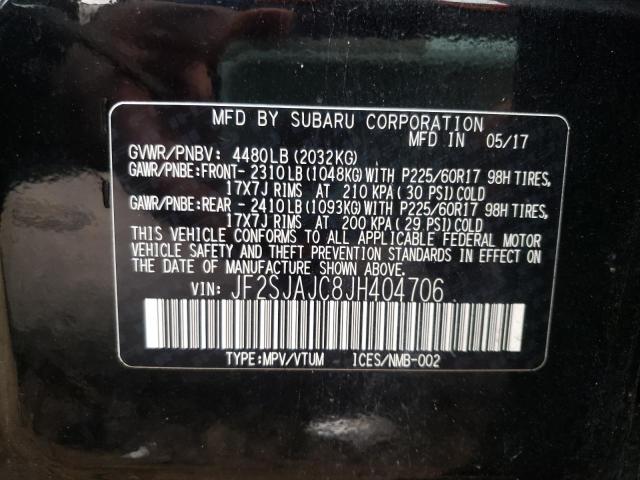 MFD BY SUBARU CORPORATION
MFD IN 05/17
GVWR/PNBV: 4480LB(2032KG)
GAWR/PNBE:FRONT- 2310LB(1048KG)WITH P225/60R17 98H TIRES,
17X7J RIMS AT 210 KPA( 30 PSI)COLD
GAWR/PNBE:REAR - 2410LB(1093KG)WITH P225/60R17 98H TIRES,
17X7J RIMS AT 200 KPA( 29 PSI)COLD
THIS VEHICLE CONFORMS TO ALL APPLICABLE FEDERAL MOTOR
VEHICLE SAFETY AND THEFT PREVENTION STANDARDS IN EFFECT ON
THE DATE OF MANUFACTURE SHOWN ABOVE.
VIN: JF2SJAJC8JH404706
TYPE:MPV/VTUM ICES/NMB-002